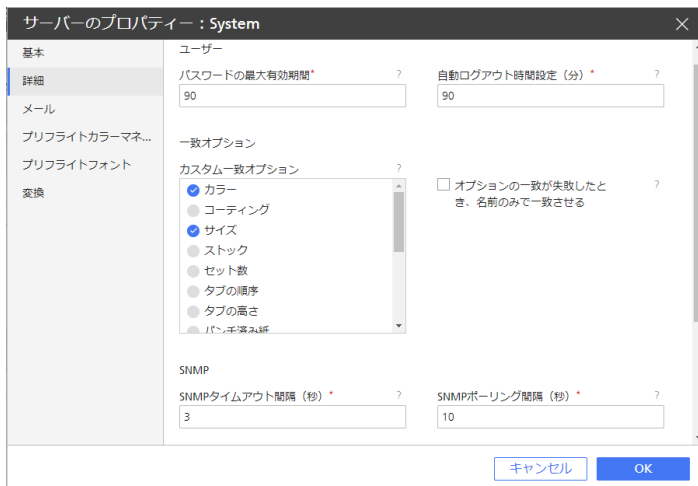 サーバーのプロパティー：System
基本
詳細
メール
プリフライトカラーマネ...
プリフライトフォント
変換
ユーザー
パスワードの最大有効期間* ?
90
自動ログアウト時間設定（分）* ?
90
一致オプション
カスタム一致オプション ?
カラー
コーティング
サイズ
ストック
セット数
タブの順序
タブの高さ
パンチ済み紙
オプションの一致が失敗したと
き、名前のみで一致させる
?
SNMP
SNMPタイムアウト間隔（秒）* ?
3
SNMPポーリング間隔（秒）* ?
10
キャンセル
OK